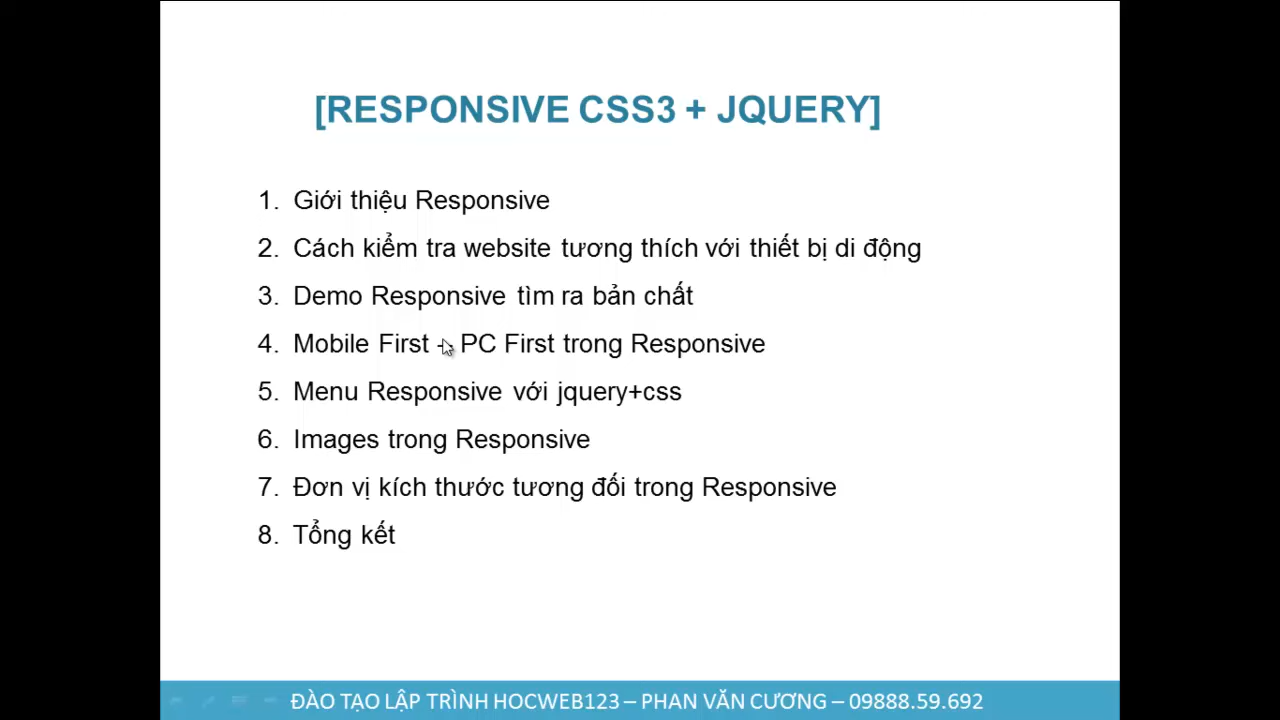 [RESPONSIVE CSS3 + JQUERY]
1. Giới thiệu Responsive
2. Cách kiểm tra website tương thích với thiết bị di động
3. Demo Responsive tìm ra bản chất
4. Mobile First - PC First trong Responsive
5. Menu Responsive với jquery+css
6. Images trong Responsive
7. Đơn vị kích thước tương đối trong Responsive
8. Tổng kết
ĐÀO TẠO LẬP TRÌNH HOCWEB123 – PHAN VĂN CƯƠNG – 09888.59.692